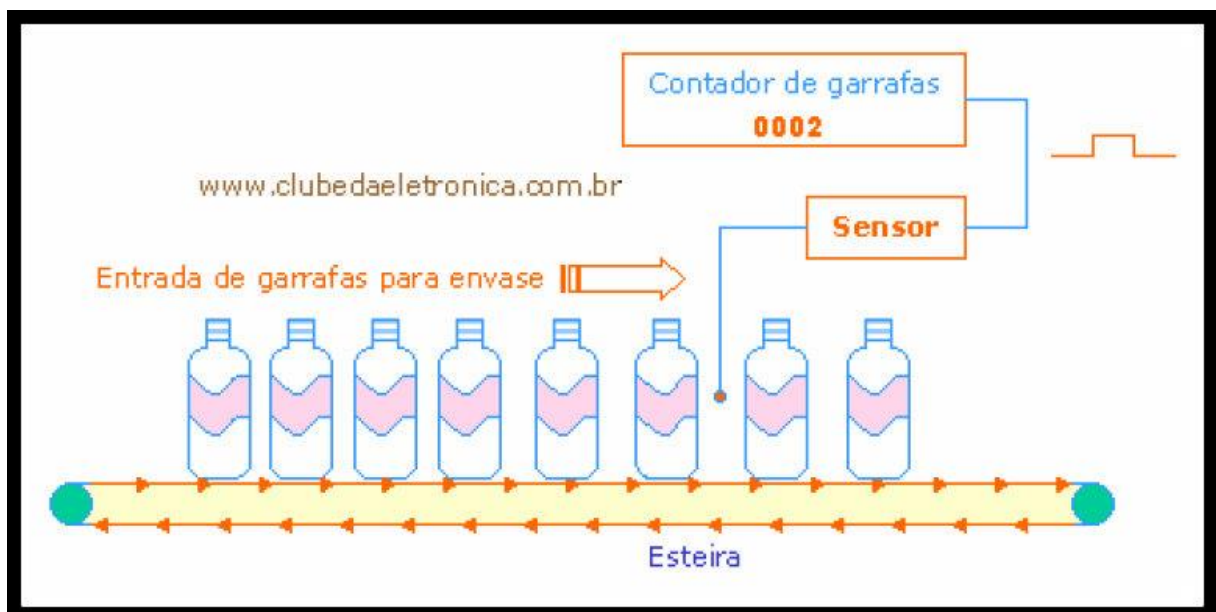 Contador de garrafas
0002
www.clubedaeletronica.com.br
Sensor
Entrada de garrafas para envase
Esteira